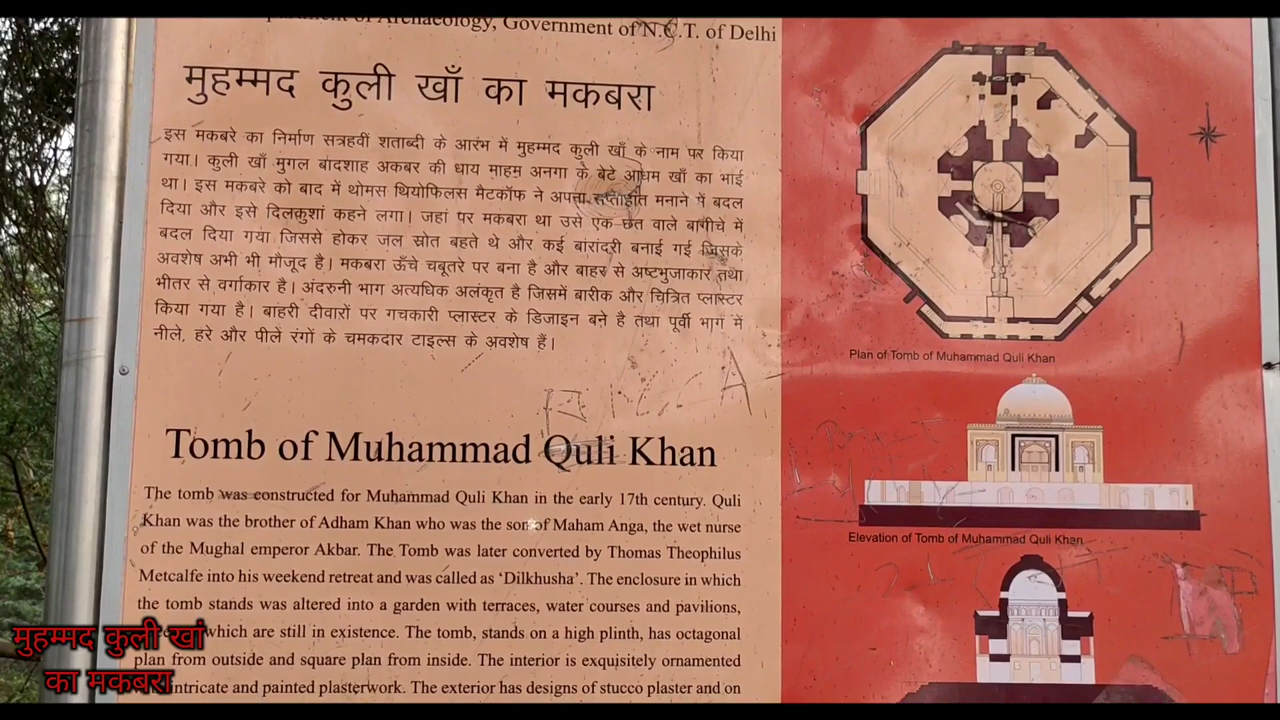 of Archaeology, Government of N.C.T. of Delhi
मुहम्मद कुली खाँ का मकबरा
इस मकबरे का निर्माण सत्रहवीं शताब्दी के आरंभ में मुहम्मद कुली खाँ के नाम पर किया
गया। कुली खाँ मुगल बादशाह अकबर की धाय माहम अनगा के बेटे आधम खाँ का भाई
था। इस मकबरे को बाद में थोमस थियोफिलस मैटकॉफ ने अपना सप्ताहांत मनाने में बदल
दिया और इसे दिलकुशां कहने लगा। जहां पर मकबरा था उसे एक छत वाले बागीचे में
बदल दिया गया जिससे होकर जल स्रोत बहते थे और कई बांरांदरी बनाई गई जिसके
अवशेष अभी भी मौजूद है। मकबरा ऊँचे चबूतरे पर बना है और बाहर से अष्टभुजाकार तथा
भीतर से वर्गाकार है। अंदरुनी भाग अत्यधिक अलंकृत है जिसमें बारीक और चित्रित प्लास्टर
किया गया है। बाहरी दीवारों पर गचकारी प्लास्टर के डिजाइन बने है तथा पूर्वी भाग में
नीले, हरे और पीले रंगों के चमकदार टाइल्स के अवशेष हैं।
Tomb of Muhammad Quli Khan
The tomb was constructed for Muhammad Quli Khan in the early 17th century. Quli
Khan was the brother of Adham Khan who was the son of Maham Anga, the wet nurse
of the Mughal emperor Akbar. The Tomb was later converted by Thomas Theophilus
Metcalfe into his weekend retreat and was called as ‘Dilkhusha’. The enclosure in which
the tomb stands was altered into a garden with terraces, water courses and pavilions,
which are still in existence. The tomb, stands on a high plinth, has octagonal
plan from outside and square plan from inside. The interior is exquisitely ornamented
intricate and painted plasterwork. The exterior has designs of stucco plaster and on
Plan of Tomb of Muhammad Quli Khan
Elevation of Tomb of Muhammad Quli Khan
मुहम्मद कुली खां
का मकबरा